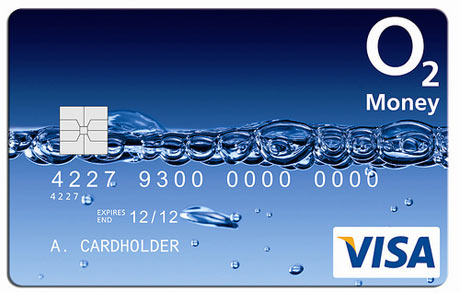 O2
Money
4227 9300 0000 0000
4227
EXPIRES
END 12/12
A. CARDHOLDER
VISA